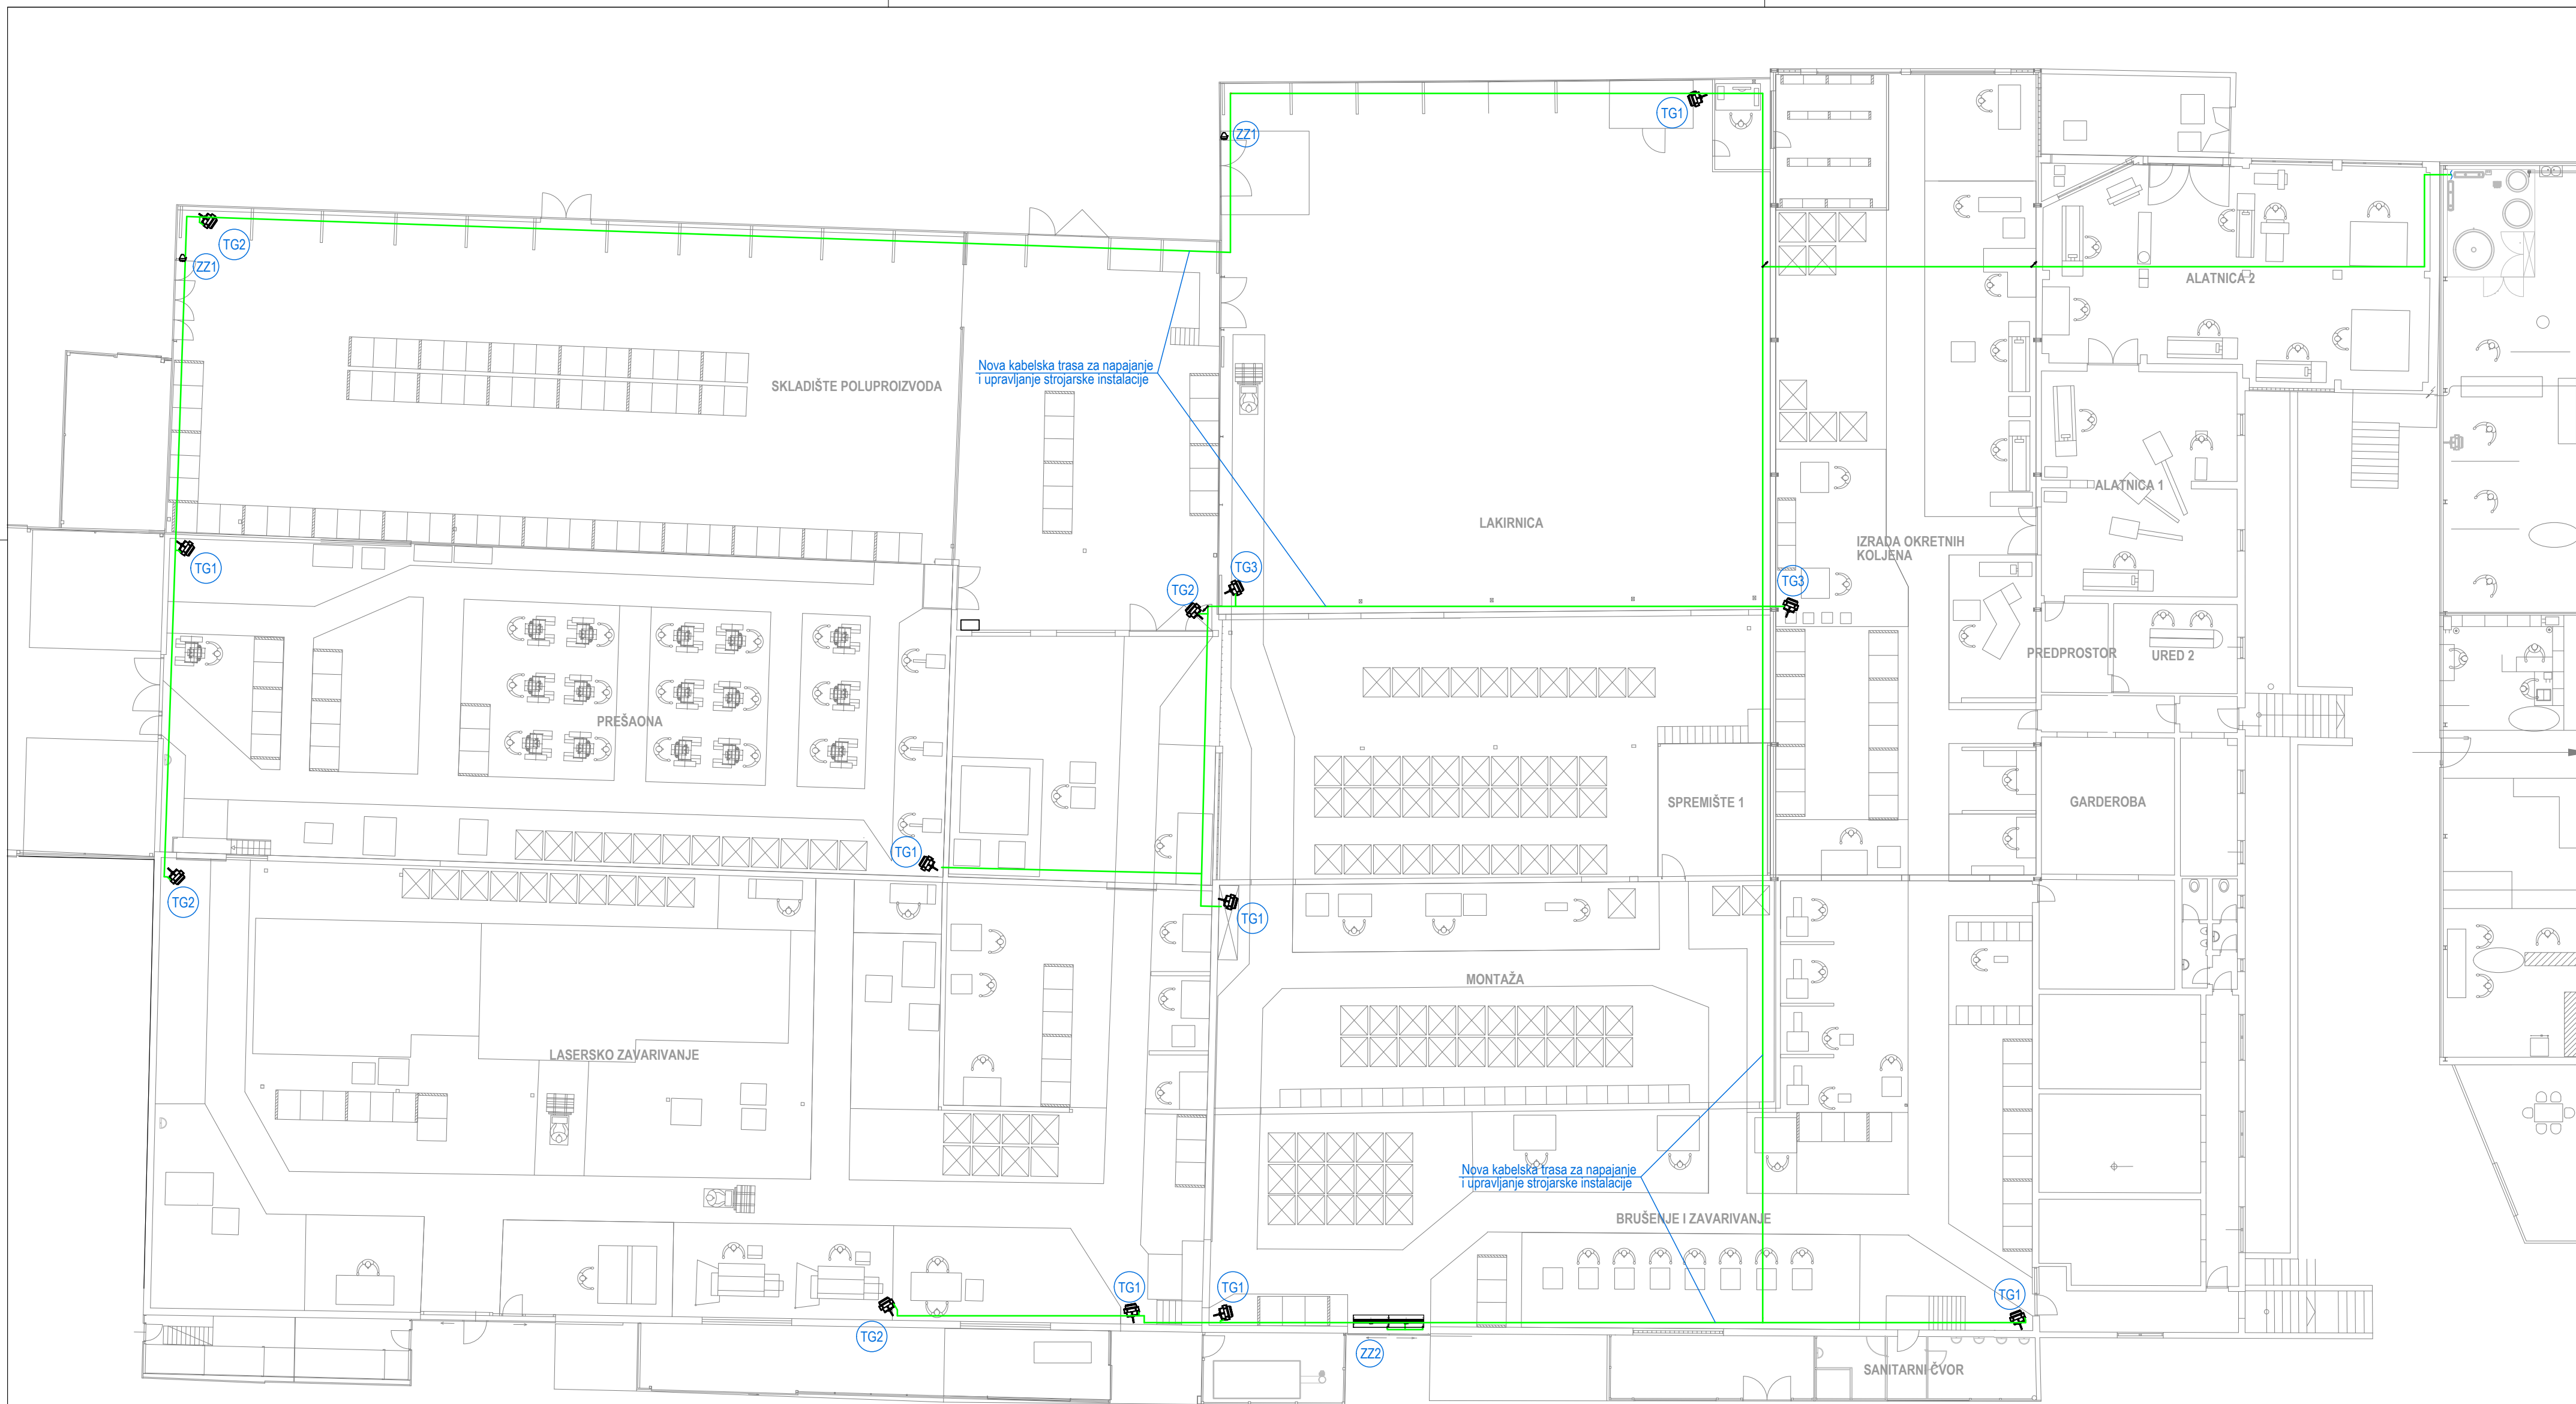 TG1
ZZ1
TG2
ZZ1
ALATNICA 2
Nova kabelska trasa za napajanje
i upravljanje strojarske instalacije
SKLADIŠTE POLUPROIZVODA
ALATNICA 1
LAKIRNICA
IZRADA OKRETNIH
KOLJENA
TG1
TG3
TG2
TG3
PREDPROSTOR
URED 2
PREŠAONA
SPREMIŠTE 1
GARDEROBA
TG1
TG2
TG1
MONTAŽA
LASERSKO ZAVARIVANJE
Nova kabelska trasa za napajanje
i upravljanje strojarske instalacije
BRUŠENJE I ZAVARIVANJE
TG1
TG1
TG1
TG2
ZZ2
SANITARNI ČVOR